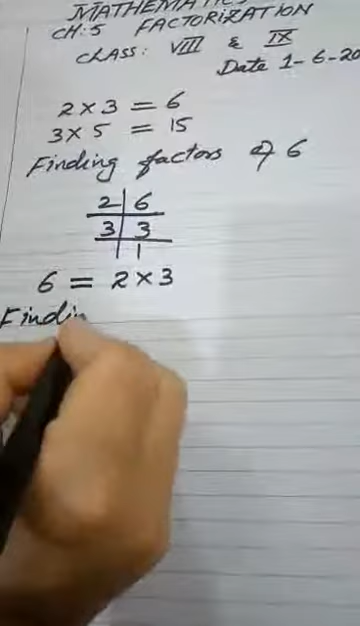 MATHEMATICS
CH:5 FACTORIZATION
CLASS: VIII & IX
Date 1-6-20
2 × 3 = 6
3 × 5 = 15
Finding factors of 6
2 | 6
3 | 3
| 1
6 = 2 × 3
Findin